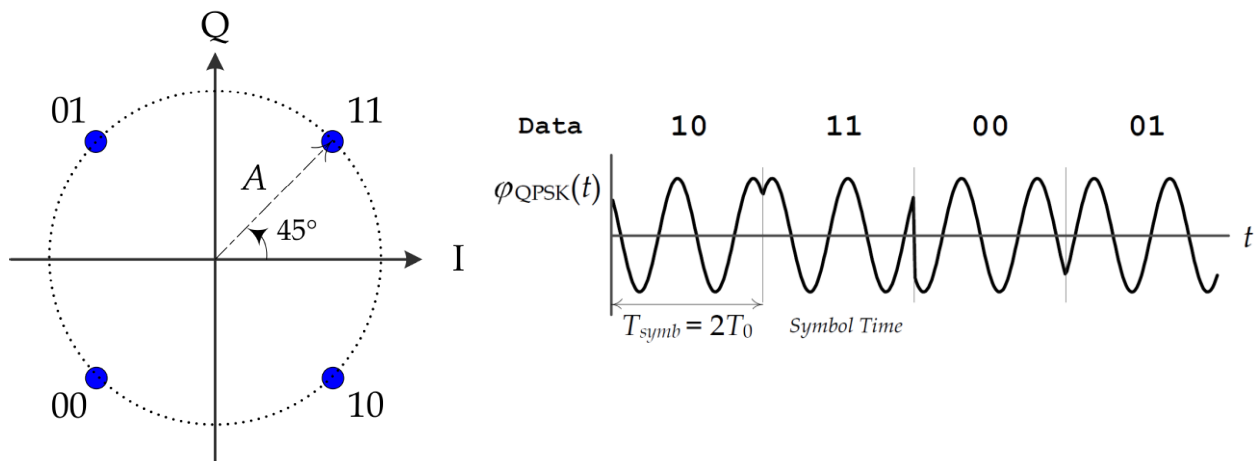 Q
01
11
A
45°
I
00
10
Data 10 11 00 01
φQPSK(t)
t
Tsymb = 2T0 Symbol Time